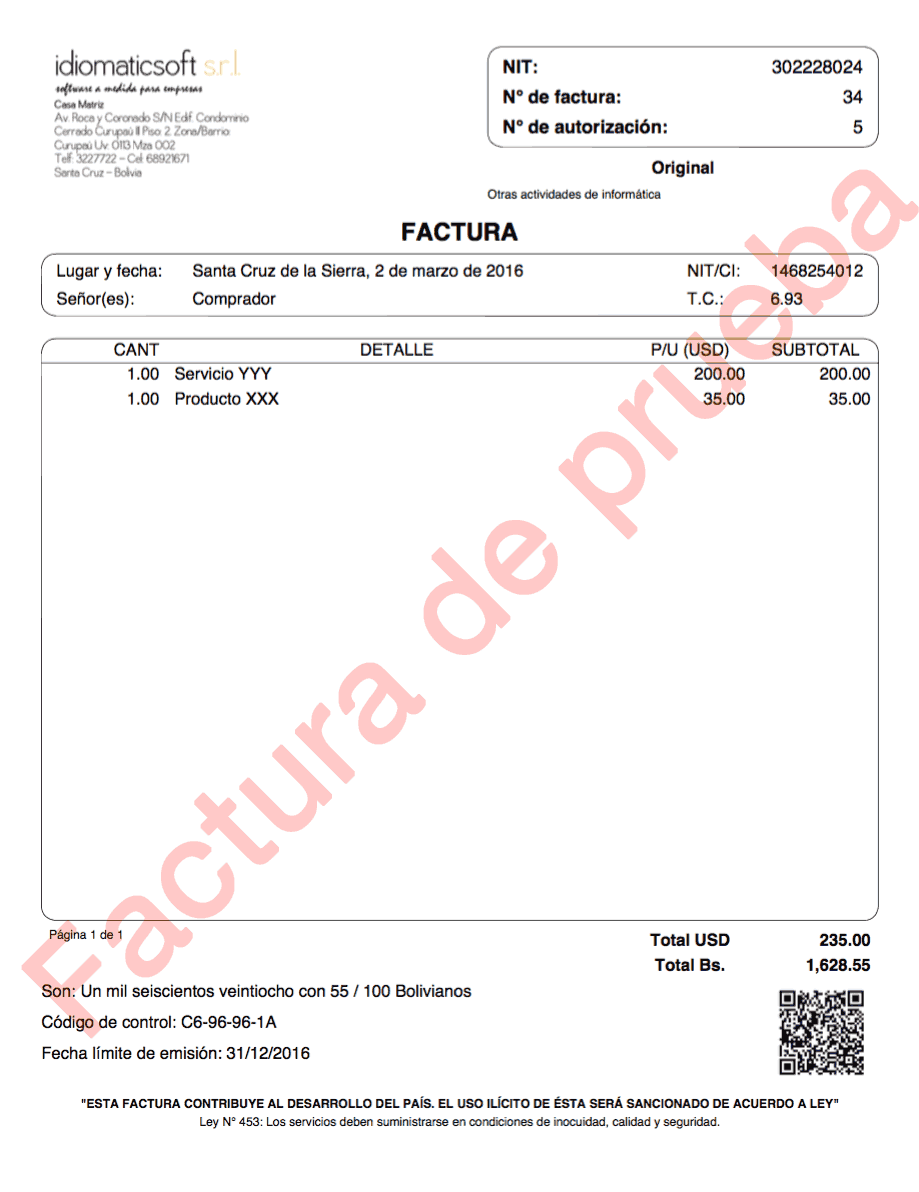 idiomaticsoft s.r.l.
software a medida para empresas
Casa Matriz
Av. Roca y Coronado S/N Edif. Condominio
Cerrado Curupaú II Piso: 2. Zona/Barrio:
Curupaú Uv: 0113 Mza: 002
Telf: 3227722 – Cel: 68921671
Santa Cruz – Bolivia
NIT: 302228024
N° de factura: 34
N° de autorización: 5
Original
Otras actividades de informática
FACTURA
Lugar y fecha: Santa Cruz de la Sierra, 2 de marzo de 2016 NIT/CI: 1468254012
Señor(es): Comprador T.C.: 6.93
CANT DETALLE P/U (USD) SUBTOTAL
1.00 Servicio YYY 200.00 200.00
1.00 Producto XXX 35.00 35.00
Factura de prueba
Página 1 de 1
Total USD 235.00
Total Bs. 1,628.55
Son: Un mil seiscientos veintiocho con 55 / 100 Bolivianos
Código de control: C6-96-96-1A
Fecha límite de emisión: 31/12/2016
"ESTA FACTURA CONTRIBUYE AL DESARROLLO DEL PAÍS. EL USO ILÍCITO DE ÉSTA SERÁ SANCIONADO DE ACUERDO A LEY"
Ley N° 453: Los servicios deben suministrarse en condiciones de inocuidad, calidad y seguridad.